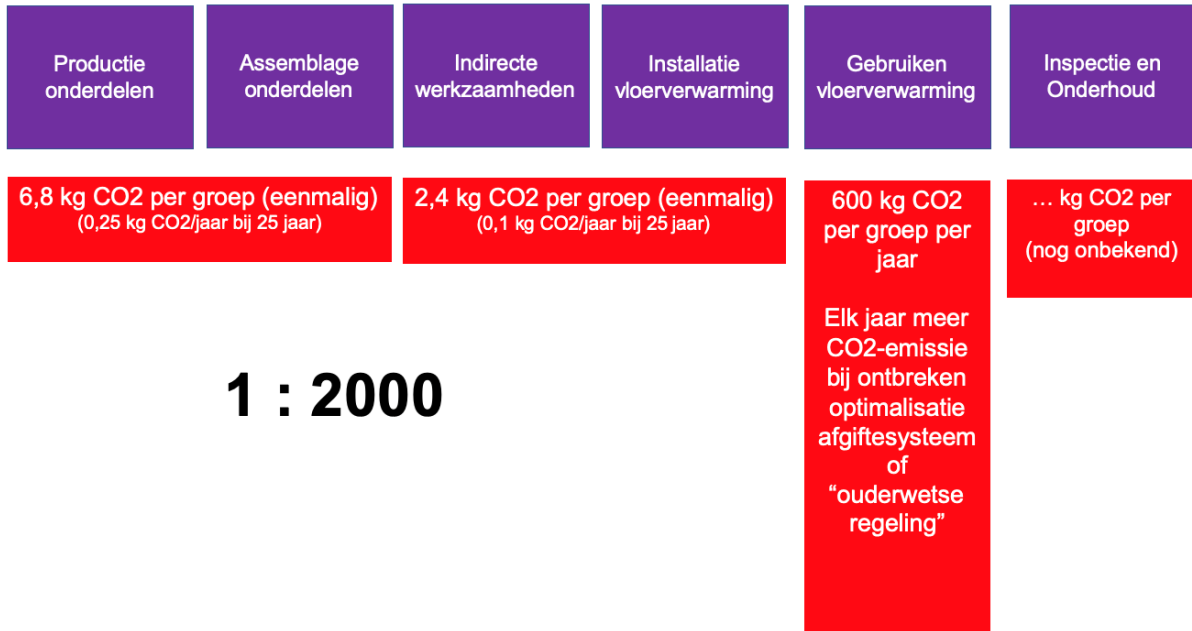 Productie
onderdelen
Assemblage
onderdelen
Indirecte
werkzaamheden
Installatie
vloerverwarming
Gebruiken
vloerverwarming
Inspectie en
Onderhoud
6,8 kg CO2 per groep (eenmalig)
(0,25 kg CO2/jaar bij 25 jaar)
2,4 kg CO2 per groep (eenmalig)
(0,1 kg CO2/jaar bij 25 jaar)
600 kg CO2
per groep per
jaar
Elk jaar meer
CO2-emissie
bij ontbreken
optimalisatie
afgiftesysteem
of
“ouderwetse
regeling”
… kg CO2 per
groep
(nog onbekend)
1 : 2000